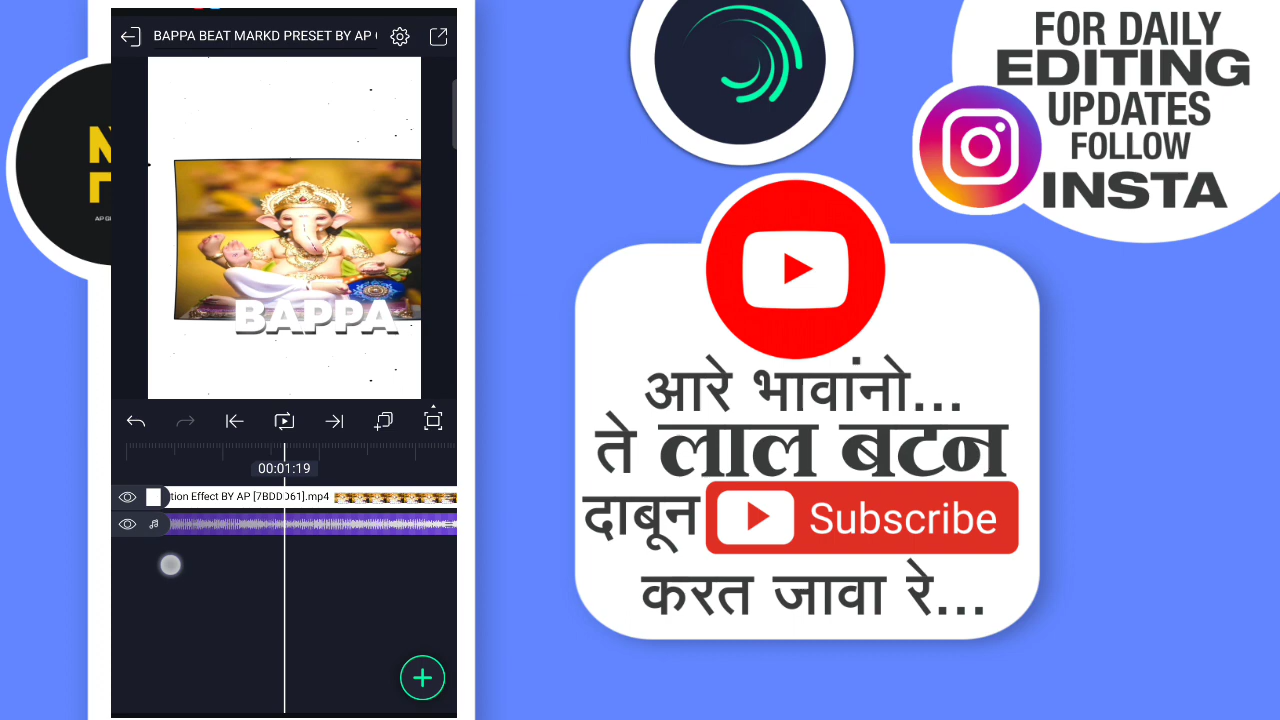 BAPPA BEAT MARKD PRESET BY AP
BAPPA
00:01:19
tion Effect BY AP [7BDD061].mp4
FOR DAILY
EDITING
UPDATES
FOLLOW
INSTA
आरे भावांनो...
ते लाल बटन
दाबून Subscribe
करत जावा रे...